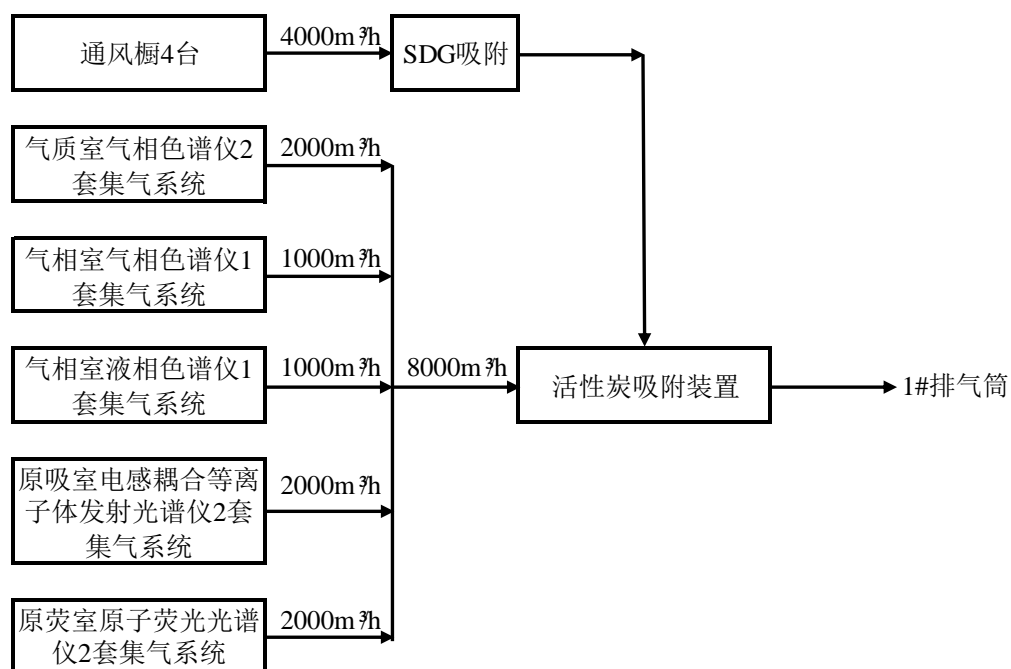 通风橱4台
4000m³/h
SDG吸附
气质室气相色谱仪2
套集气系统
2000m³/h
气相室气相色谱仪1
套集气系统
1000m³/h
气相室液相色谱仪1
套集气系统
1000m³/h
8000m³/h
活性炭吸附装置
1#排气筒
原吸室电感耦合等离
子体发射光谱仪2套
集气系统
2000m³/h
原荧室原子荧光光谱
仪2套集气系统
2000m³/h